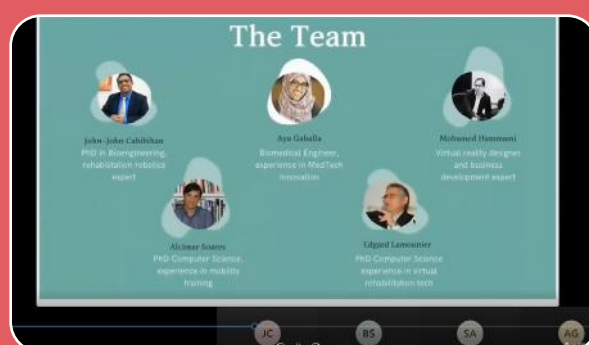 The Team
John-John Cabibihan
PhD in Bioengineering,
rehabilitation robotics
expert
Aya Gaballa
Biomedical Engineer,
experience in MedTech
Innovation
Mohamed Hammami
Virtual reality designer
and business
development expert
Alcimar Soares
PhD Computer Science,
experience in mobility
training
Edgard Lamounier
PhD Computer Science
experience in virtual
rehabilitation tech
JC
BS
SA
AG